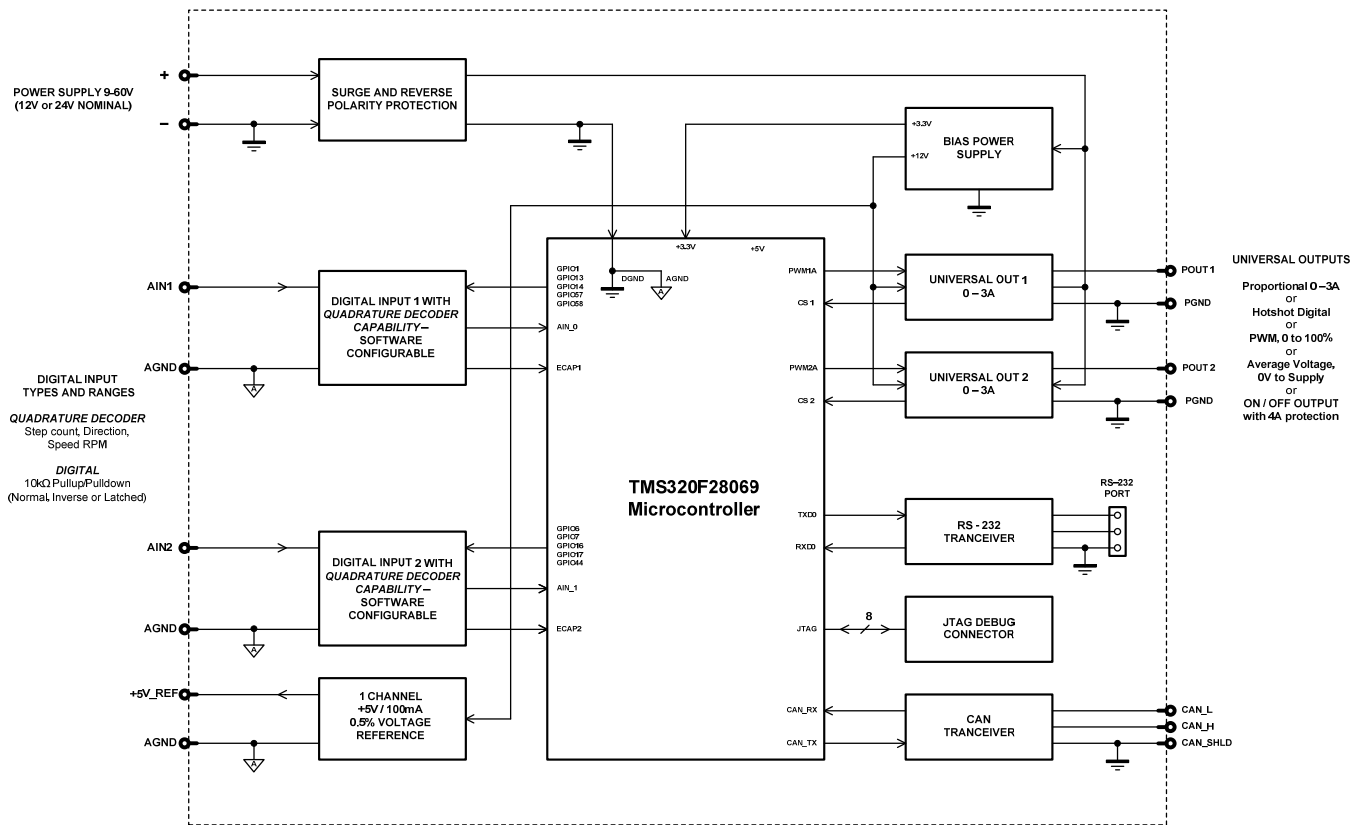 +
POWER SUPPLY 9-60V
(12V or 24V NOMINAL)
−
SURGE AND REVERSE
POLARITY PROTECTION
+3.3V
+12V
BIAS POWER
SUPPLY
AIN1
AGND
A
DIGITAL INPUT 1 WITH
QUADRATURE DECODER
CAPABILITY –
SOFTWARE
CONFIGURABLE
DIGITAL INPUT
TYPES AND RANGES
QUADRATURE DECODER
Step count, Direction,
Speed RPM
DIGITAL
10kΩ Pullup/Pulldown
(Normal, Inverse or Latched)
AIN2
AGND
A
DIGITAL INPUT 2 WITH
QUADRATURE DECODER
CAPABILITY –
SOFTWARE
CONFIGURABLE
+5V_REF
AGND
A
1 CHANNEL
+5V / 100mA
0.5% VOLTAGE
REFERENCE
+3.3V
+5V
DGND
AGND
A
GPIO1
GPIO13
GPIO14
GPIO57
GPIO58
AIN_0
ECAP1
GPIO6
GPIO7
GPIO16
GPIO17
GPIO44
AIN_1
ECAP2
TMS320F28069
Microcontroller
PWM1A
CS 1
PWM2A
CS 2
TXD0
RXD0
JTAG
CAN_RX
CAN_TX
UNIVERSAL OUT 1
0 – 3A
UNIVERSAL OUT 2
0 – 3A
RS - 232
TRANCEIVER
8
JTAG DEBUG
CONNECTOR
CAN
TRANCEIVER
RS–232
PORT
POUT 1
PGND
POUT 2
PGND
CAN_L
CAN_H
CAN_SHLD
UNIVERSAL OUTPUTS
Proportional 0 – 3A
or
Hotshot Digital
or
PWM, 0 to 100%
or
Average Voltage,
0V to Supply
or
ON / OFF OUTPUT
with 4A protection